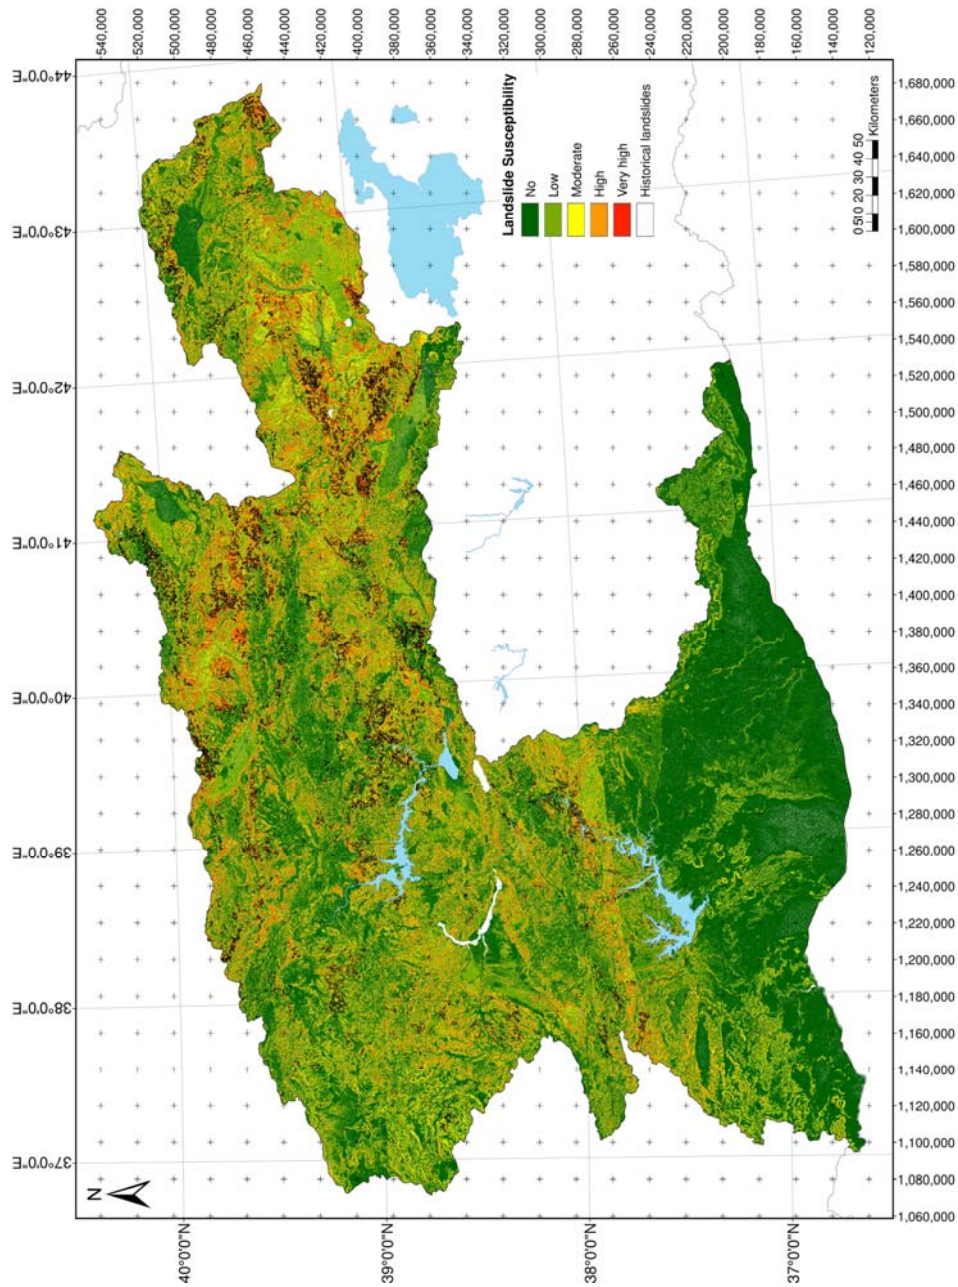 N
37°0'0"E
38°0'0"E
39°0'0"E
40°0'0"E
41°0'0"E
42°0'0"E
43°0'0"E
44°0'0"E
40°0'0"N
39°0'0"N
38°0'0"N
37°0'0"N
540,000
520,000
500,000
480,000
460,000
440,000
420,000
400,000
380,000
360,000
340,000
320,000
300,000
280,000
260,000
240,000
220,000
200,000
180,000
160,000
140,000
120,000
Landslide Susceptibility
No
Low
Moderate
High
Very high
Historical landslides
0 5 10 20 30 40 50
Kilometers
1,060,000
1,080,000
1,100,000
1,120,000
1,140,000
1,160,000
1,180,000
1,200,000
1,220,000
1,240,000
1,260,000
1,280,000
1,300,000
1,320,000
1,340,000
1,360,000
1,380,000
1,400,000
1,420,000
1,440,000
1,460,000
1,480,000
1,500,000
1,520,000
1,540,000
1,560,000
1,580,000
1,600,000
1,620,000
1,640,000
1,660,000
1,680,000